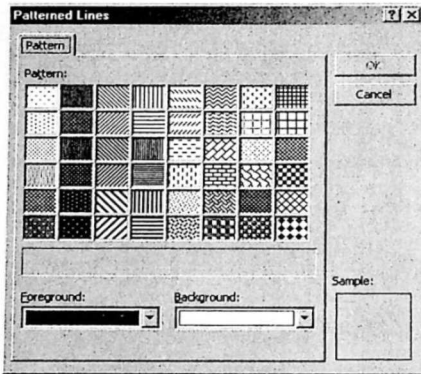 Patterned Lines
Pattern
Pattern:
OK
Cancel
Foreground:
Background:
Sample: